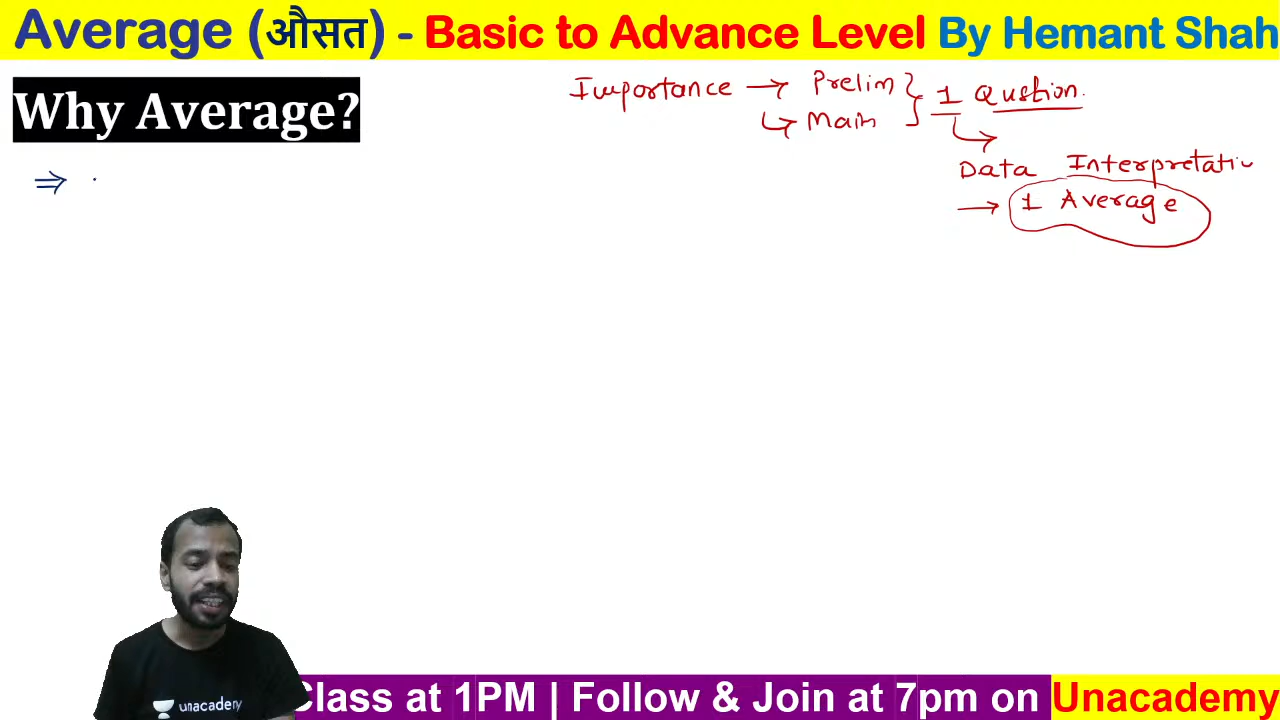 Average (औसत) - Basic to Advance Level By Hemant Shah
Why Average?
Importance → Prelim
↳ Main
1 Qustion.
Data Interpretatio
→ 1 Average
⇒
unacademy
Class at 1PM | Follow & Join at 7pm on Unacademy